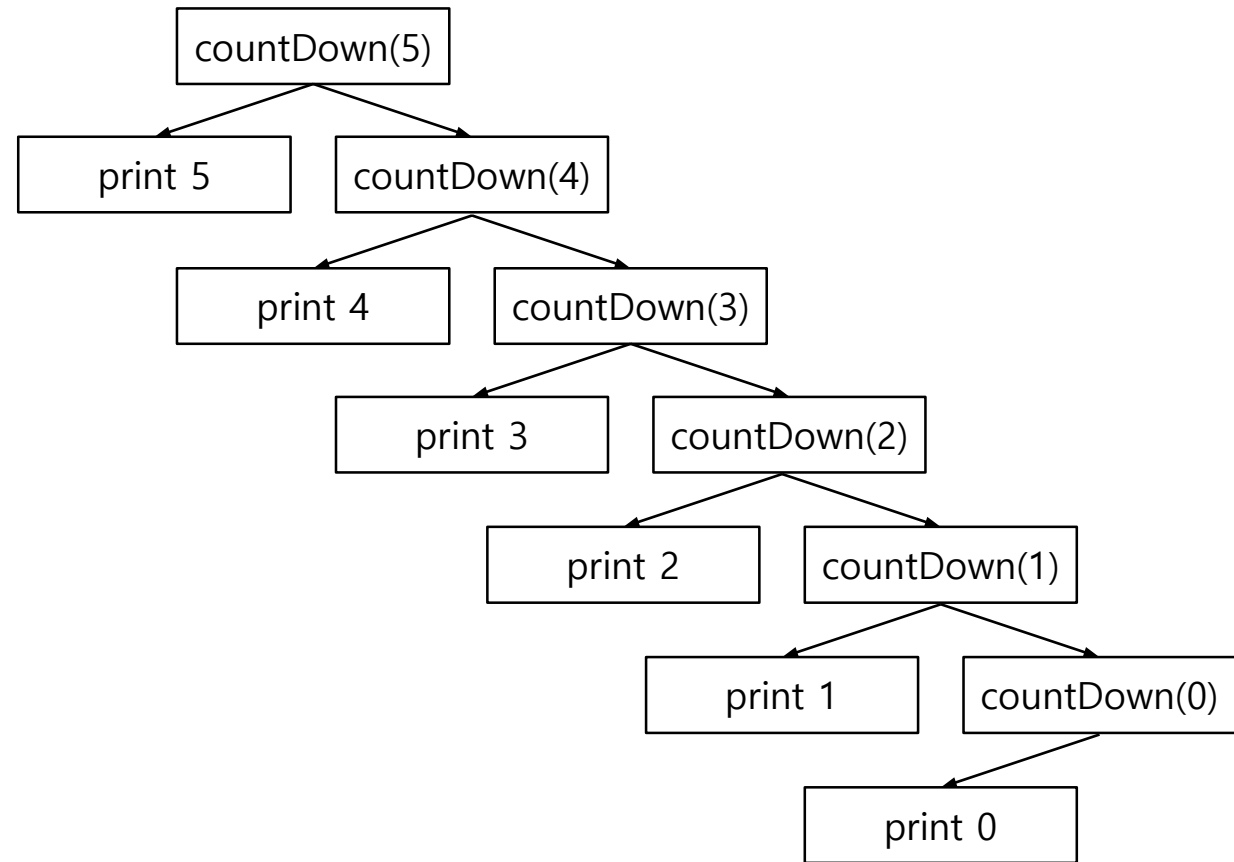 countDown(5)
print 5
countDown(4)
print 4
countDown(3)
print 3
countDown(2)
print 2
countDown(1)
print 1
countDown(0)
print 0